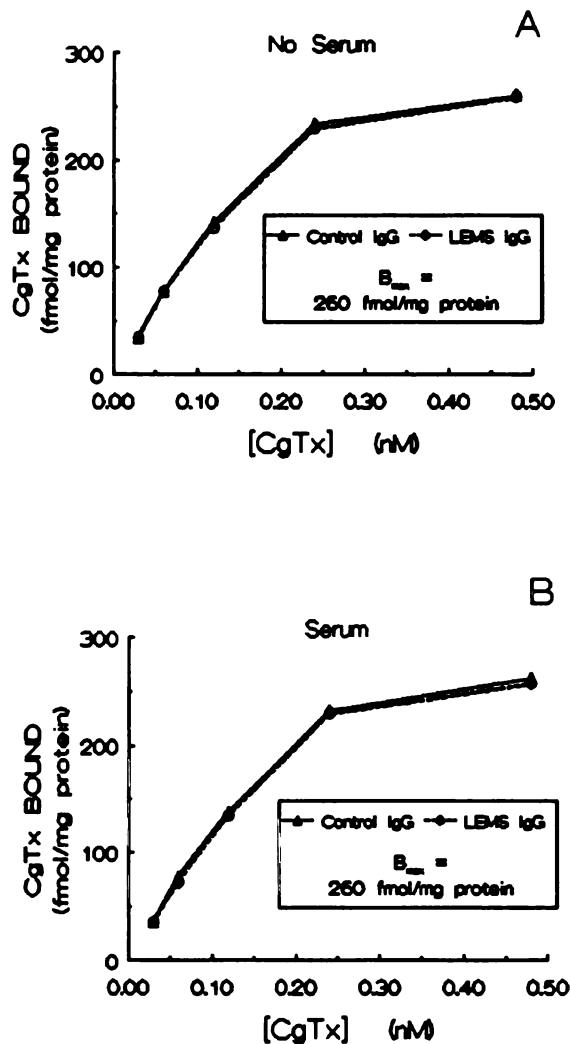 A
No Serum
300
200
100
0
CgTx BOUND
(fmol/mg protein)
Control IgG LEMS IgG
Bmax =
260 fmol/mg protein
0.00 0.10 0.20 0.30 0.40 0.50
[CgTx] (nM)
B
Serum
300
200
100
0
CgTx BOUND
(fmol/mg protein)
Control IgG LEMS IgG
Bmax =
260 fmol/mg protein
0.00 0.10 0.20 0.30 0.40 0.50
[CgTx] (nM)